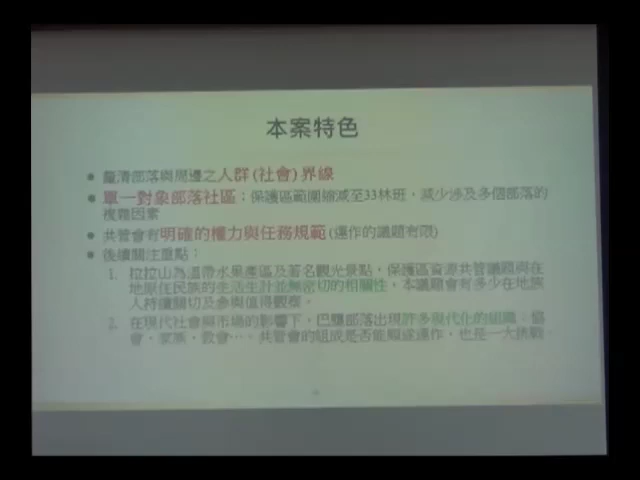 本案特色
釐清部落與周邊之人群(社會)界線
單一對象部落社區：保護區範圍縮減至33林班，減少涉及多個部落的
複雜因素
共管會有明確的權力與任務規範(運作的議題有限)
後續關注重點：
1. 拉拉山為溫帶水果產區及著名觀光景點，保護區資源共管議題與在
地原住民族的生活生計並無密切的相關性，本議題會有多少在地族
人持續關切及參與值得觀察。
2. 在現代社會與市場的影響下，巴陵部落出現許多現代化的組織，協
會、家族、教會…，共管會的組成是否能順遂運作，也是一大挑戰